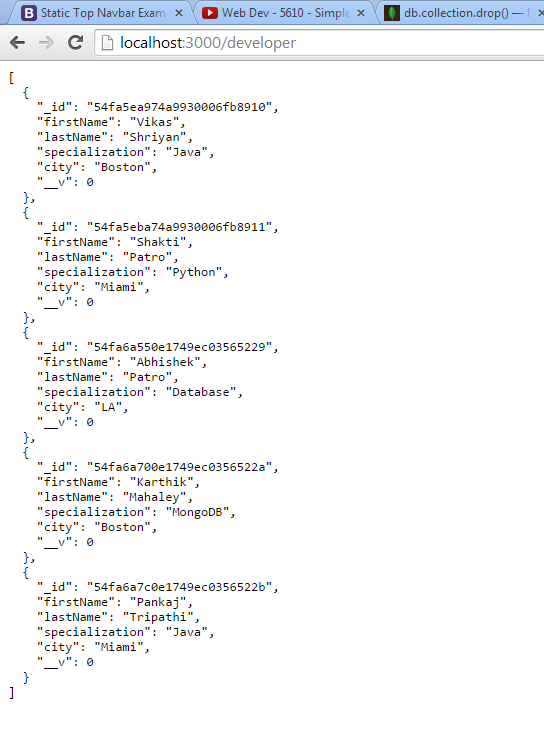 Static Top Navbar Exam
Web Dev - 5610 - Simple
db.collection.drop() —
localhost:3000/developer
[
  {
    "_id": "54fa5ea974a9930006fb8910",
    "firstName": "Vikas",
    "lastName": "Shriyan",
    "specialization": "Java",
    "city": "Boston",
    "__v": 0
  },
  {
    "_id": "54fa5eba74a9930006fb8911",
    "firstName": "Shakti",
    "lastName": "Patro",
    "specialization": "Python",
    "city": "Miami",
    "__v": 0
  },
  {
    "_id": "54fa6a550e1749ec03565229",
    "firstName": "Abhishek",
    "lastName": "Patro",
    "specialization": "Database",
    "city": "LA",
    "__v": 0
  },
  {
    "_id": "54fa6a700e1749ec0356522a",
    "firstName": "Karthik",
    "lastName": "Mahaley",
    "specialization": "MongoDB",
    "city": "Boston",
    "__v": 0
  },
  {
    "_id": "54fa6a7c0e1749ec0356522b",
    "firstName": "Pankaj",
    "lastName": "Tripathi",
    "specialization": "Java",
    "city": "Miami",
    "__v": 0
  }
]